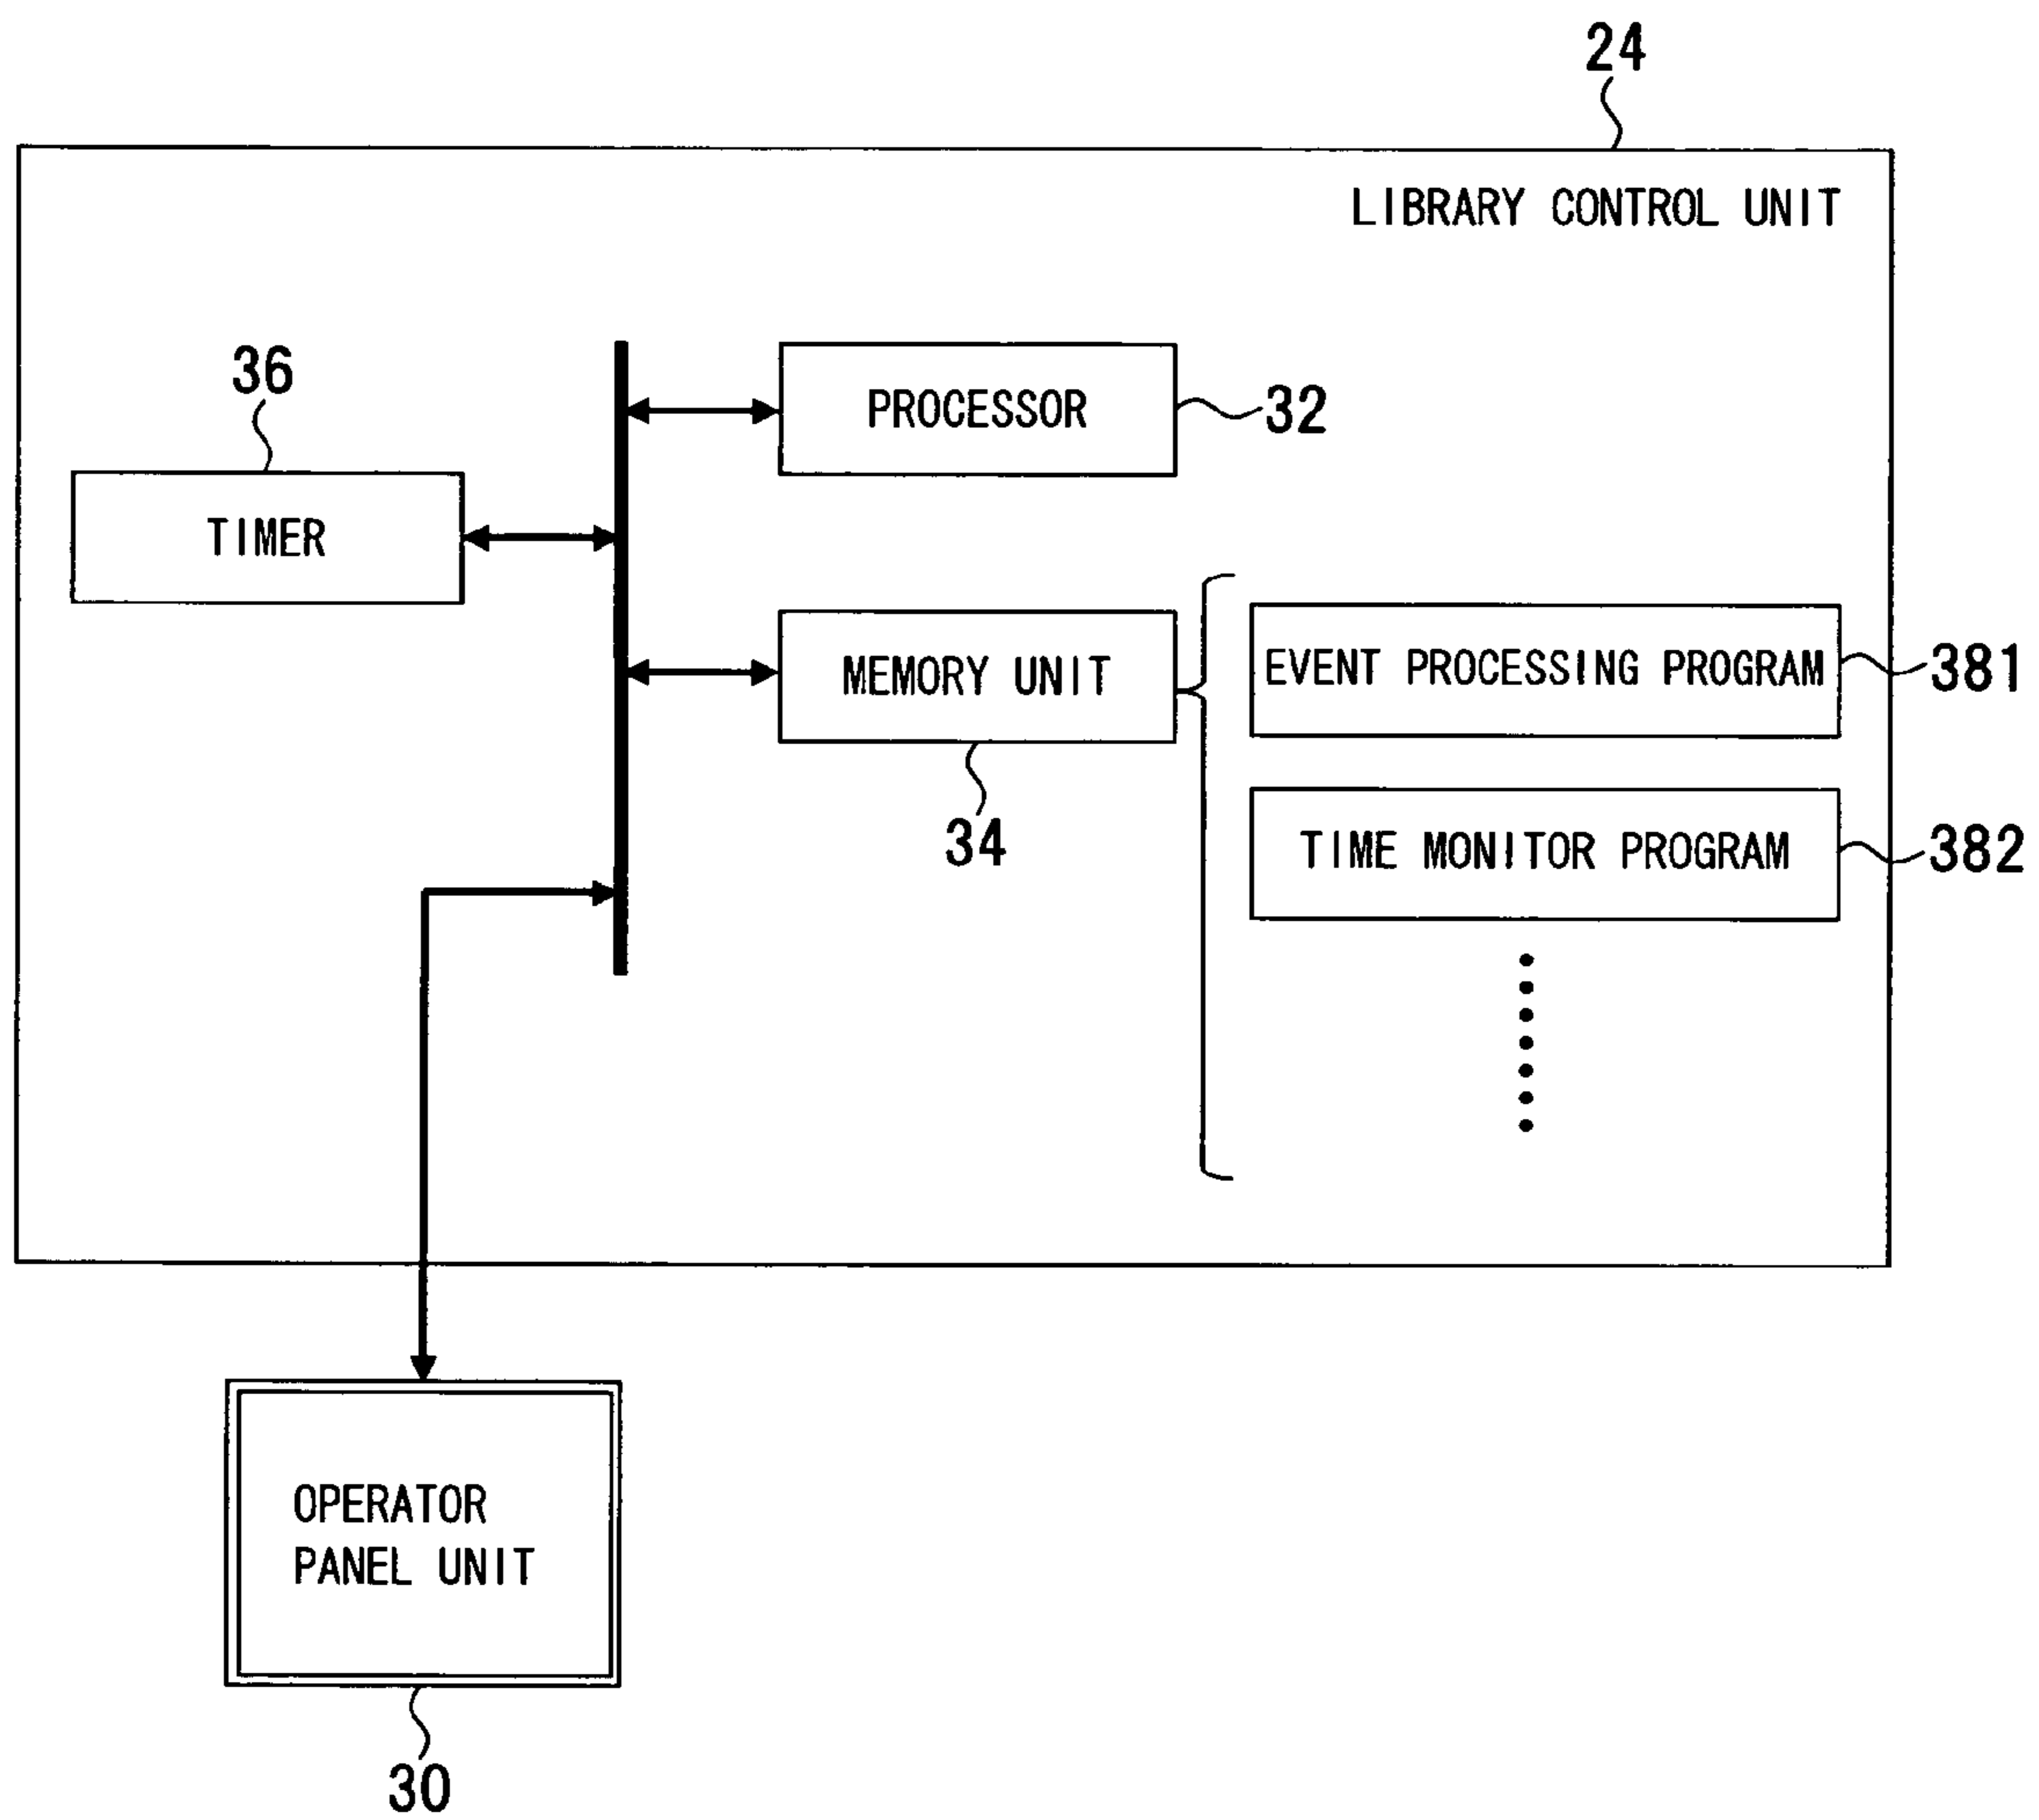 24
LIBRARY CONTROL UNIT
36
PROCESSOR
32
TIMER
MEMORY UNIT
34
EVENT PROCESSING PROGRAM
381
TIME MONITOR PROGRAM
382
OPERATOR
PANEL UNIT
30